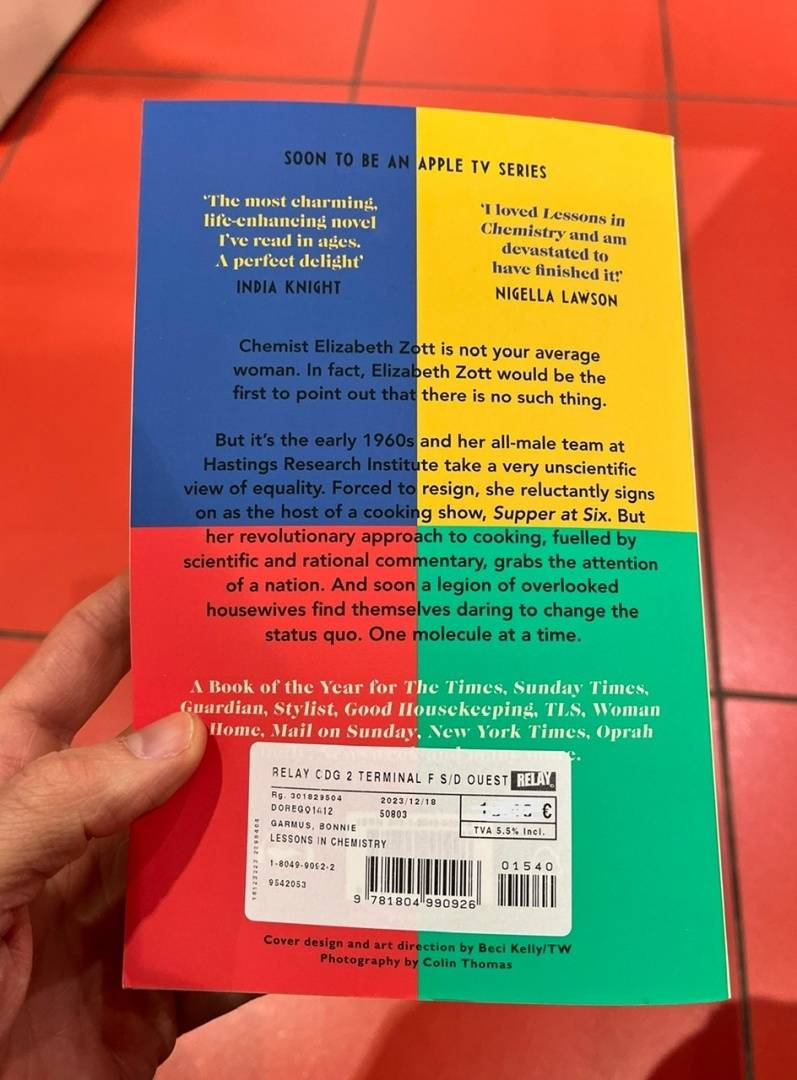 SOON TO BE AN APPLE TV SERIES
‘The most charming,
life-enhancing novel
I’ve read in ages.
A perfect delight’
INDIA KNIGHT
‘I loved Lessons in
Chemistry and am
devastated to
have finished it!’
NIGELLA LAWSON
Chemist Elizabeth Zott is not your average
woman. In fact, Elizabeth Zott would be the
first to point out that there is no such thing.
But it’s the early 1960s and her all-male team at
Hastings Research Institute take a very unscientific
view of equality. Forced to resign, she reluctantly signs
on as the host of a cooking show, Supper at Six. But
her revolutionary approach to cooking, fuelled by
scientific and rational commentary, grabs the attention
of a nation. And soon a legion of overlooked
housewives find themselves daring to change the
status quo. One molecule at a time.
A Book of the Year for The Times, Sunday Times,
Guardian, Stylist, Good Housekeeping, TLS, Woman
Home, Mail on Sunday, New York Times, Oprah
RELAY CDG 2 TERMINAL F S/D OUEST RELAY
Rg. 301829504 2023/12/18
DOREGO1412 50803
€
GARMUS, BONNIE
TVA 5.5% Incl.
LESSONS IN CHEMISTRY
1-8049-9092-2
01540
9542053
9 781804 990926
Cover design and art direction by Beci Kelly/TW
Photography by Colin Thomas